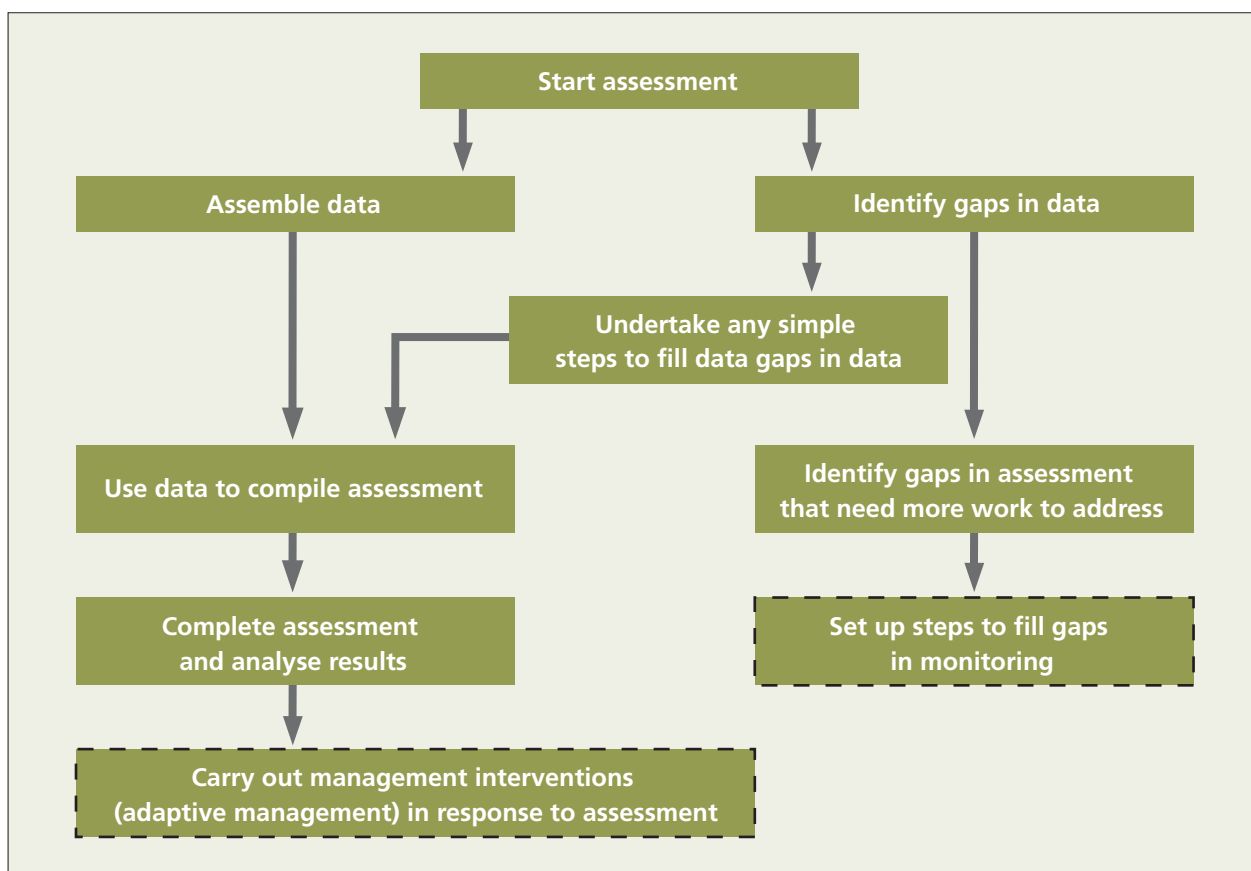 Start assessment
Assemble data
Identify gaps in data
Undertake any simple
steps to fill data gaps in data
Use data to compile assessment
Identify gaps in assessment
that need more work to address
Complete assessment
and analyse results
Set up steps to fill gaps
in monitoring
Carry out management interventions
(adaptive management) in response to assessment